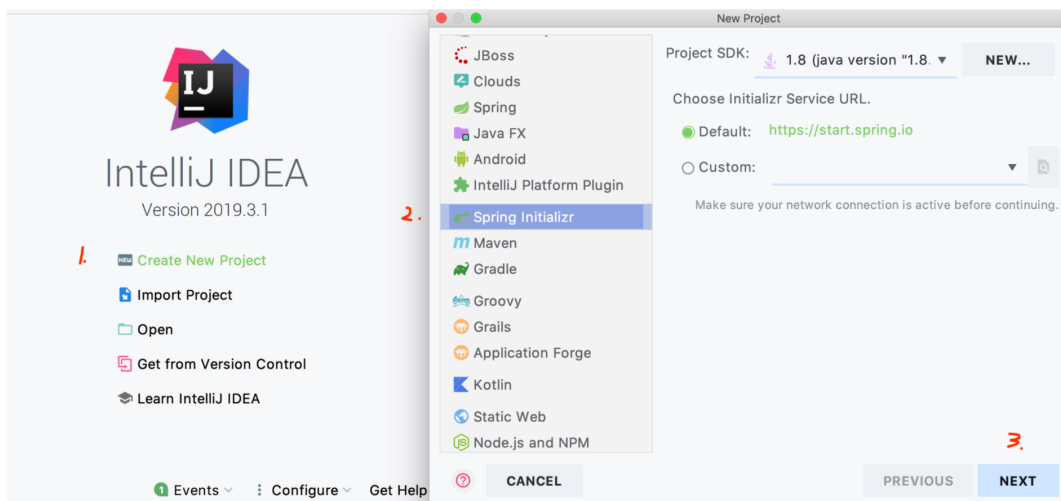 IJ
IntelliJ IDEA
Version 2019.3.1
1.
NEW Create New Project
Import Project
Open
Get from Version Control
Learn IntelliJ IDEA
1 Events
Configure
Get Help
New Project
2.
JBoss
Clouds
Spring
Java FX
Android
IntelliJ Platform Plugin
Spring Initializr
Maven
Gradle
Groovy
Grails
Application Forge
Kotlin
Static Web
Node.js and NPM
Project SDK: 1.8 (java version "1.8. NEW...
Choose Initializr Service URL.
Default: https://start.spring.io
Custom:
Make sure your network connection is active before continuing.
3.
? CANCEL PREVIOUS NEXT